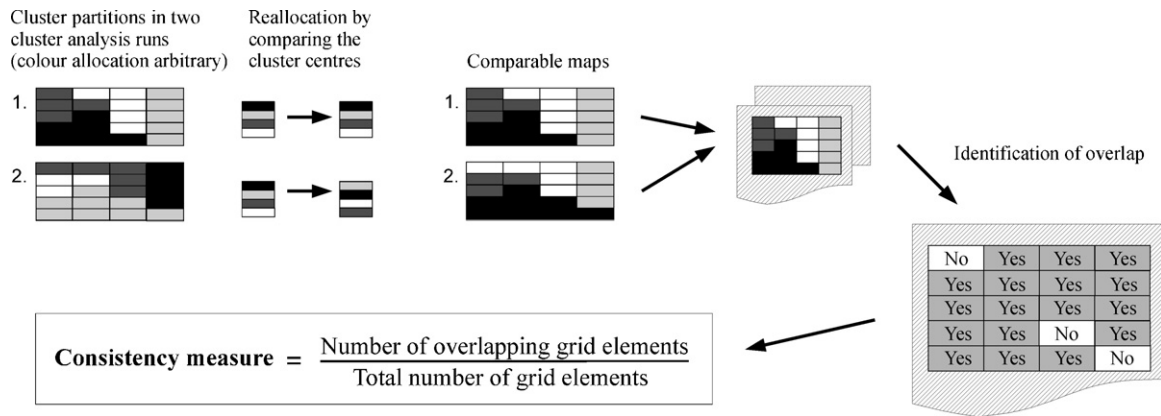 Cluster partitions in two
cluster analysis runs
(colour allocation arbitrary)
Reallocation by
comparing the
cluster centres
Comparable maps
1.
1.
2.
2.
Identification of overlap
No Yes Yes Yes
Yes Yes Yes Yes
Yes Yes Yes Yes
Yes Yes No Yes
Yes Yes Yes No
Consistency measure = Number of overlapping grid elements
Total number of grid elements